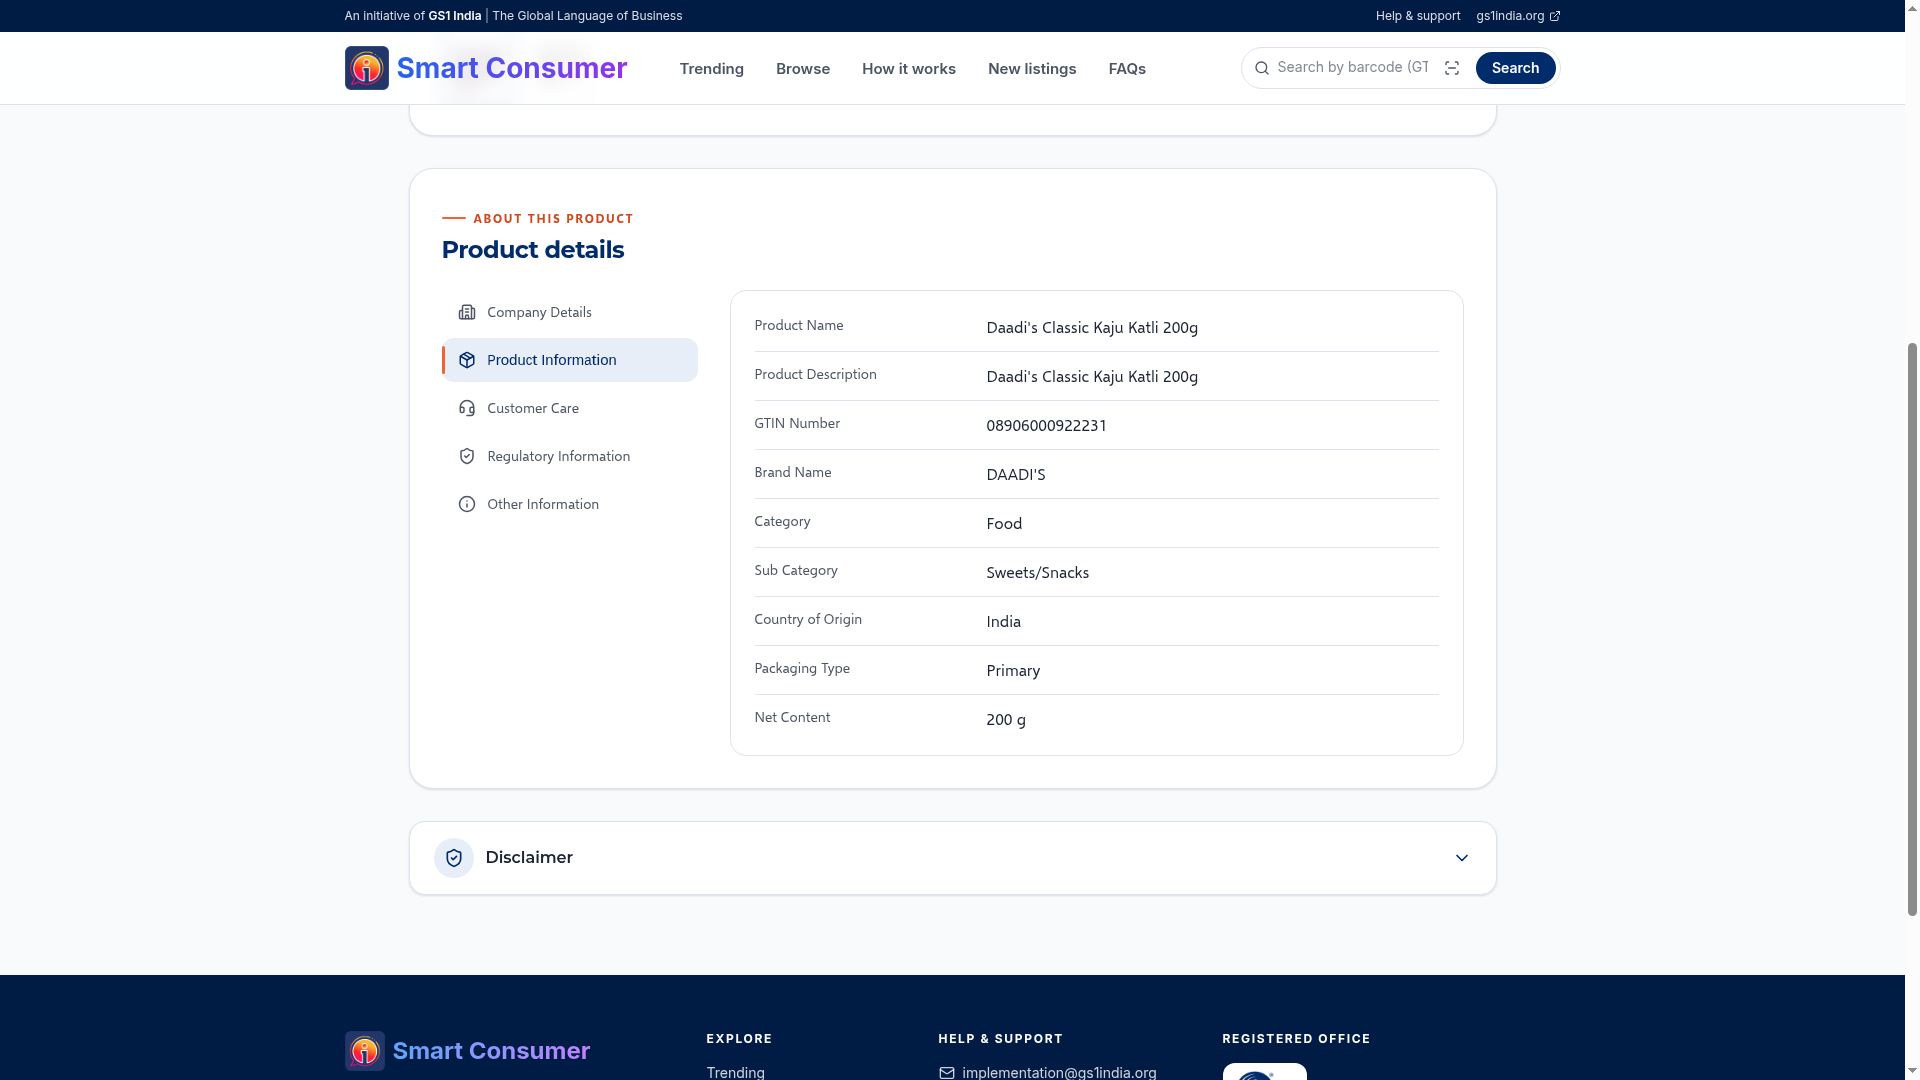 An initiative of GS1 India | The Global Language of Business
Help & support gs1india.org
Smart Consumer
Trending Browse How it works New listings FAQs
Search by barcode (GT
Search
ABOUT THIS PRODUCT
Product details
Company Details
Product Information
Customer Care
Regulatory Information
Other Information
Product Name Daadi's Classic Kaju Katli 200g
Product Description Daadi's Classic Kaju Katli 200g
GTIN Number 08906000922231
Brand Name DAADI'S
Category Food
Sub Category Sweets/Snacks
Country of Origin India
Packaging Type Primary
Net Content 200 g
Disclaimer
Smart Consumer
EXPLORE
Trending
HELP & SUPPORT
implementation@gs1india.org
REGISTERED OFFICE